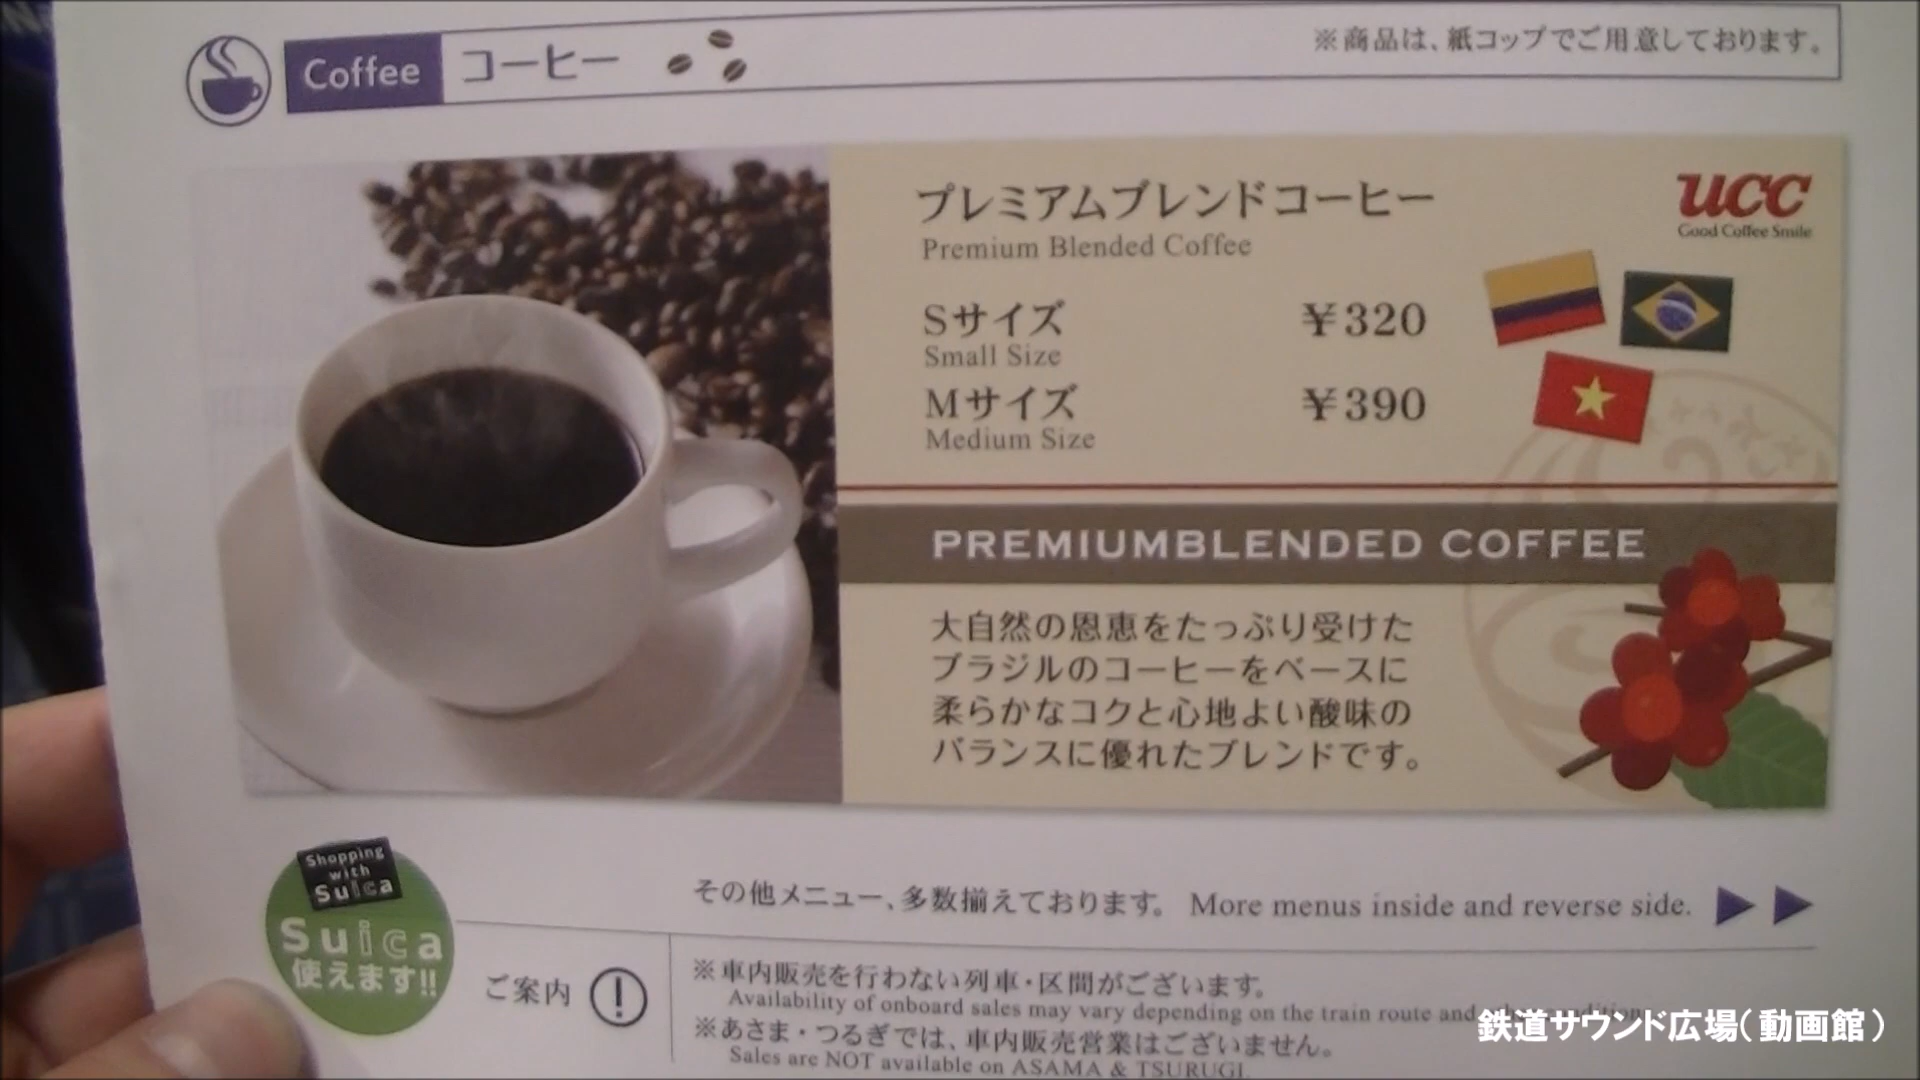 Coffee コーヒー
※商品は、紙コップでご用意しております。
UCC
Good Coffee Smile
プレミアムブレンドコーヒー
Premium Blended Coffee
Sサイズ ¥320
Small Size
Mサイズ ¥390
Medium Size
PREMIUMBLENDED COFFEE
大自然の恩恵をたっぷり受けた
ブラジルのコーヒーをベースに
柔らかなコクと心地よい酸味の
バランスに優れたブレンドです。
Shopping
with
Suica
Suica
使えます!!
その他メニュー、多数揃えております。 More menus inside and reverse side.
ご案内
※車内販売を行わない列車・区間がございます。
Availability of onboard sales may vary depending on the train route and
※あさま・つるぎでは、車内販売営業はございません。
Sales are NOT available on ASAMA & TSURUGI.
鉄道サウンド広場(動画館)